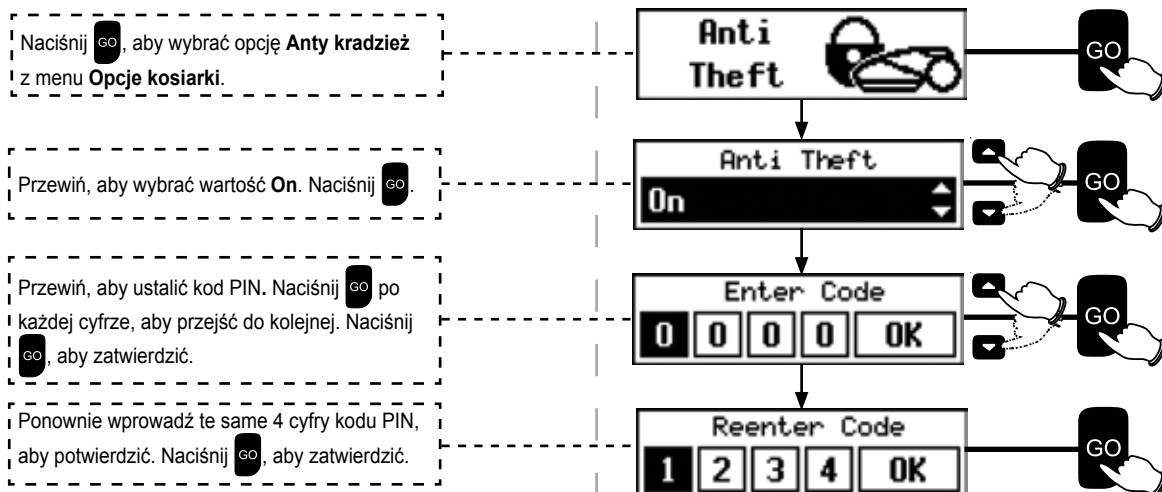 Naciśnij GO, aby wybrać opcję Anty kradzież
z menu Opcje kosiarki.
Anti
Theft
GO
Przewiń, aby wybrać wartość On. Naciśnij GO.
Anti Theft
On
GO
Przewiń, aby ustalić kod PIN. Naciśnij GO po
każdej cyfrze, aby przejść do kolejnej. Naciśnij
GO, aby zatwierdzić.
Enter Code
0 0 0 0 OK
GO
Ponownie wprowadź te same 4 cyfry kodu PIN,
aby potwierdzić. Naciśnij GO, aby zatwierdzić.
Reenter Code
1 2 3 4 OK
GO